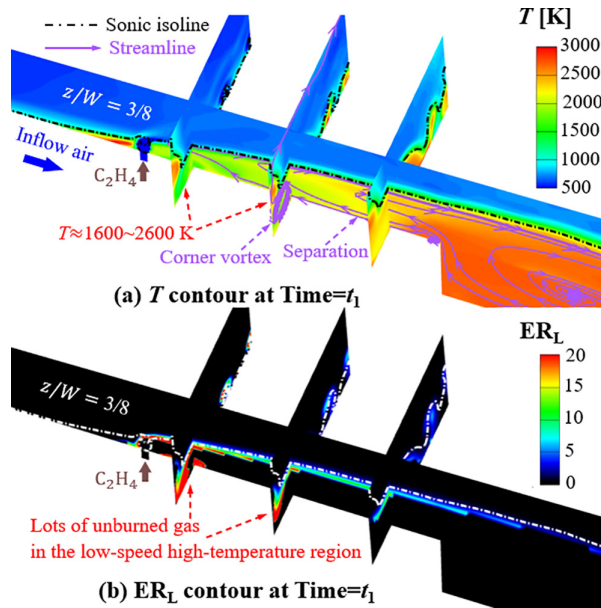 Sonic isoline
Streamline
T [K]
3000
2500
2000
1500
1000
500
z/W = 3/8
Inflow air
C₂H₄
T≈1600~2600 K
Corner vortex
Separation
(a) T contour at Time=t₁
ER_L
20
15
10
5
0
z/W = 3/8
C₂H₄
Lots of unburned gas
in the low-speed high-temperature region
(b) ER_L contour at Time=t₁